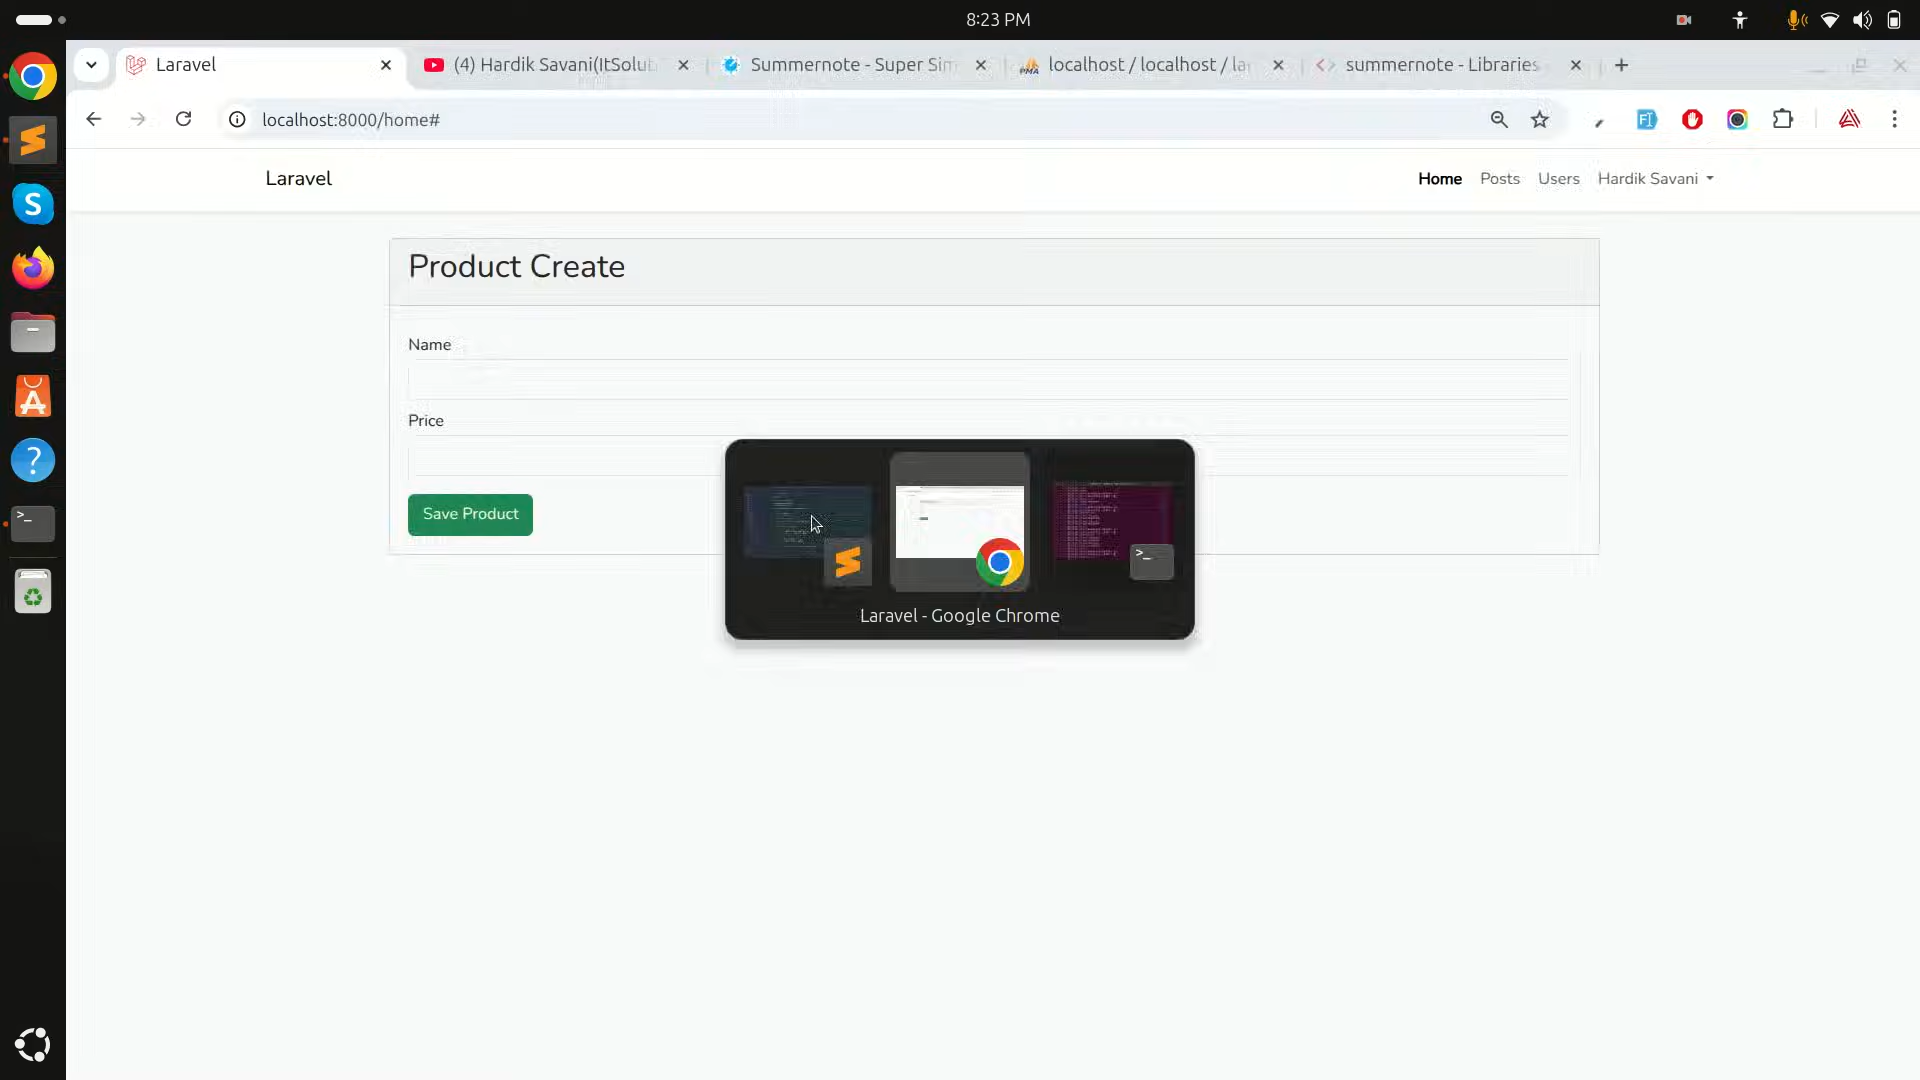 8:23 PM
Laravel
(4) Hardik Savani(ItSolut
Summernote - Super Sim
localhost / localhost / la
summernote - Libraries
localhost:8000/home#
Laravel
Home
Posts
Users
Hardik Savani
Product Create
Name
Price
Save Product
Laravel - Google Chrome